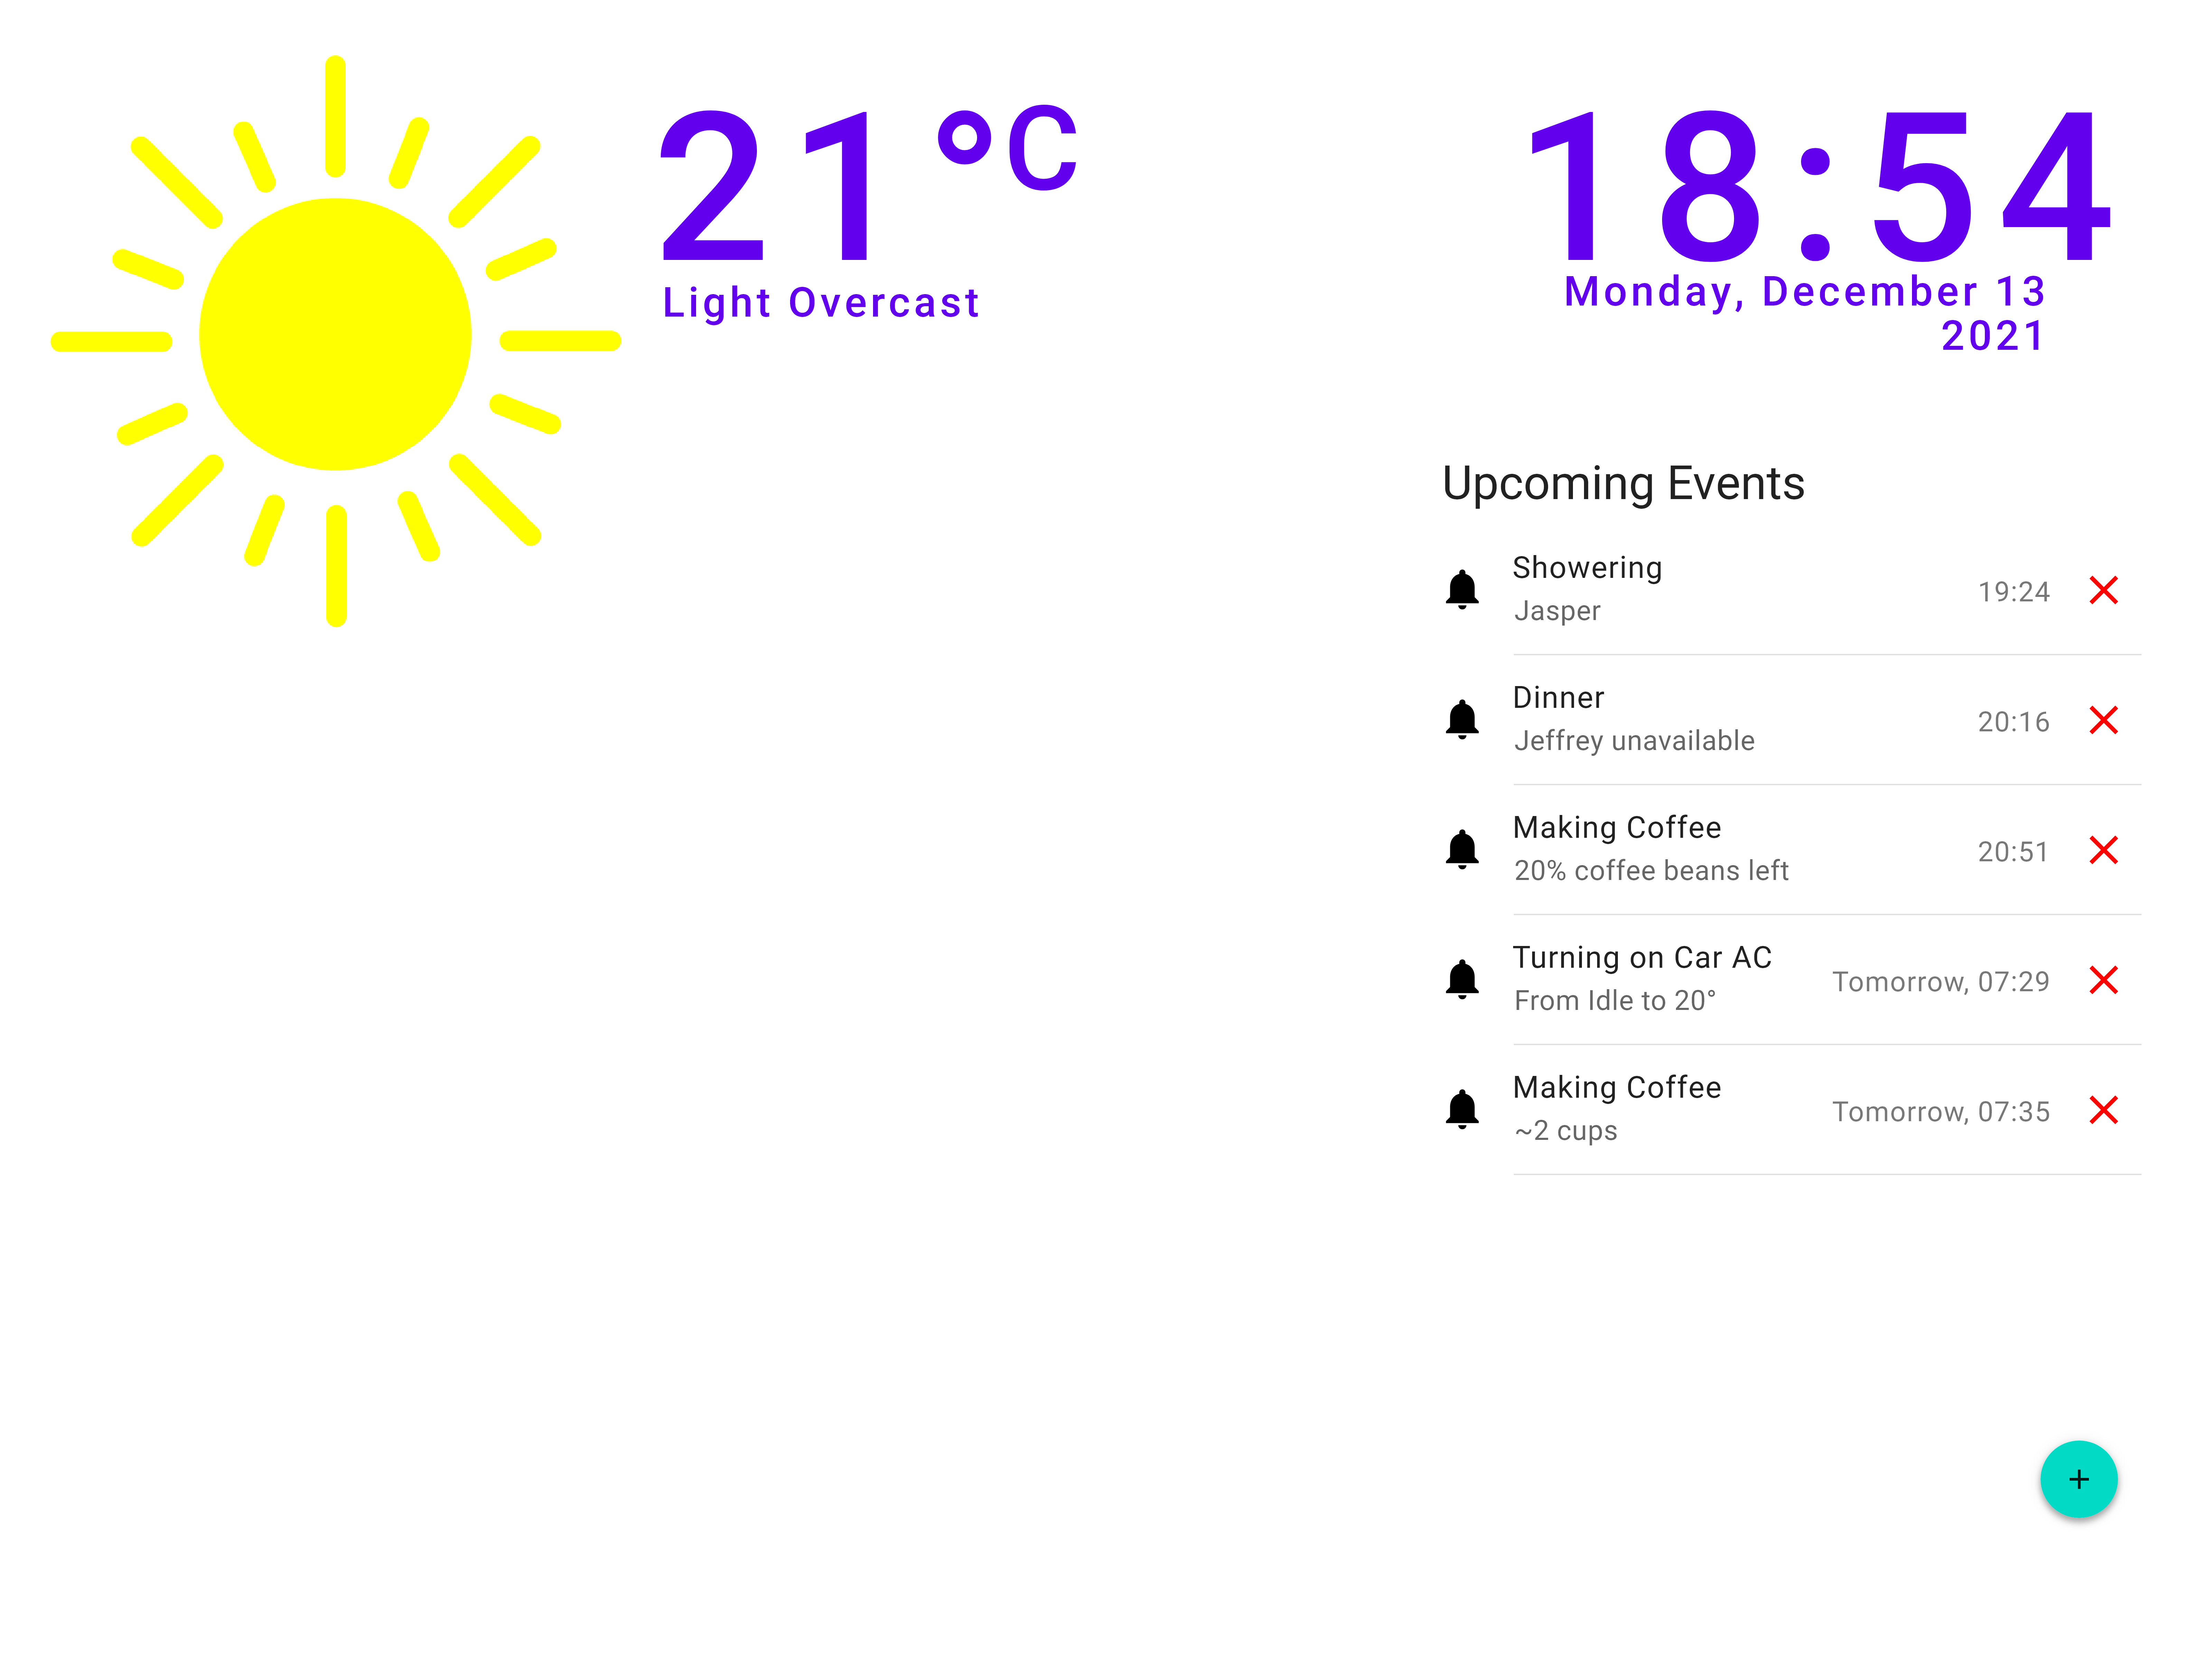 21°C
Light Overcast
18:54
Monday, December 13
2021
Upcoming Events
Showering
Jasper
19:24
Dinner
Jeffrey unavailable
20:16
Making Coffee
20% coffee beans left
20:51
Turning on Car AC
From Idle to 20°
Tomorrow, 07:29
Making Coffee
~2 cups
Tomorrow, 07:35
+